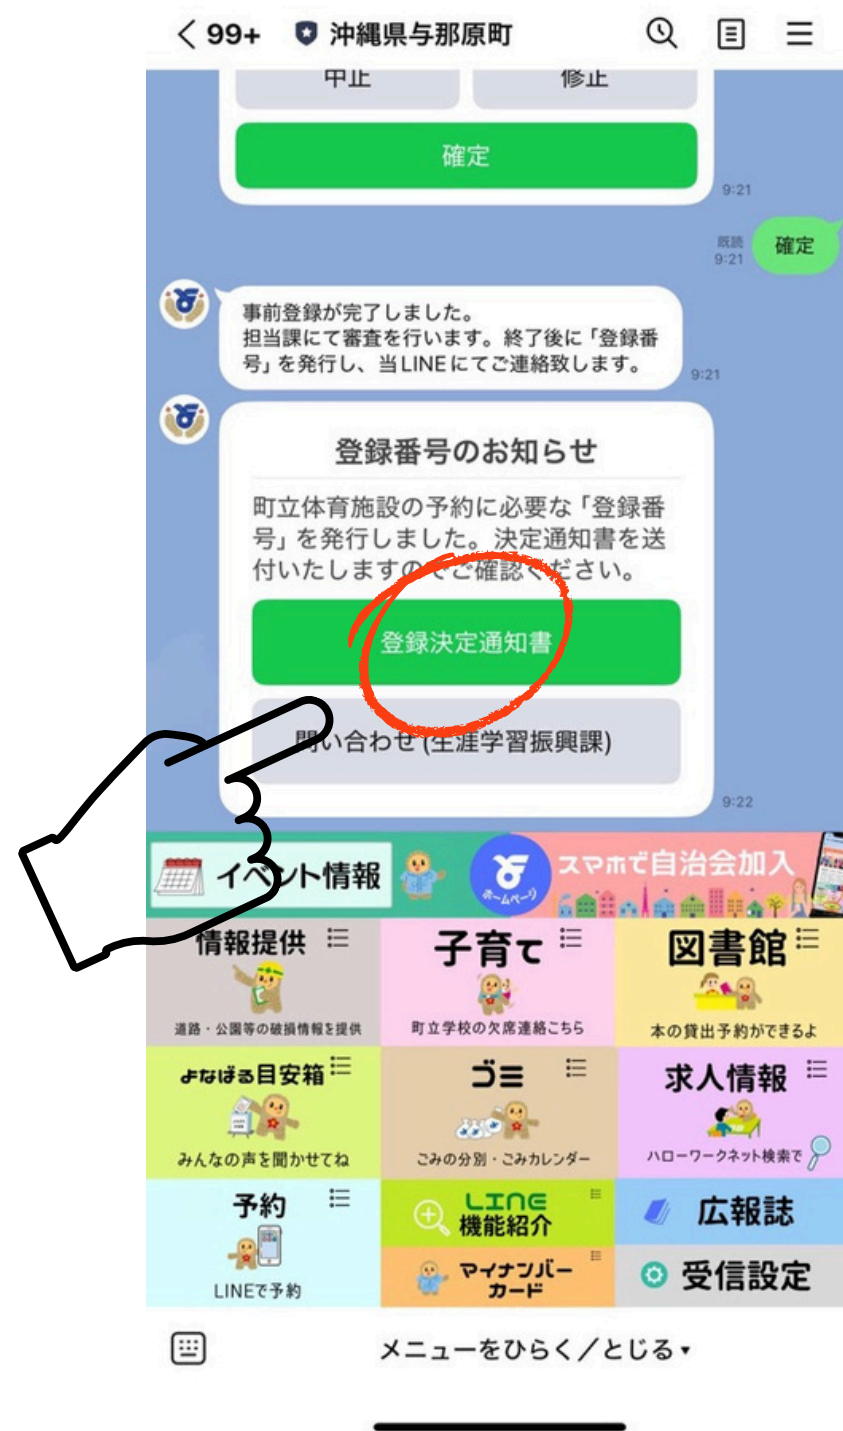 99+ 沖縄県与那原町
中止 修正
確定
9:21
既読
9:21
確定
事前登録が完了しました。
担当課にて審査を行います。終了後に「登録番
号」を発行し、当LINEにてご連絡致します。
9:21
登録番号のお知らせ
町立体育施設の予約に必要な「登録番
号」を発行しました。決定通知書を送
付いたしますのでご確認ください。
登録決定通知書
問い合わせ(生涯学習振興課)
9:22
イベント情報
ホームページ
スマホで自治会加入
情報提供
道路・公園等の破損情報を提供
子育て
町立学校の欠席連絡こちら
図書館
本の貸出予約ができるよ
よなばる目安箱
みんなの声を聞かせてね
ゴミ
ごみの分別・ごみカレンダー
求人情報
ハローワークネット検索で
予約
LINEで予約
LINE
機能紹介
マイナンバー
カード
広報誌
受信設定
メニューをひらく/とじる▾